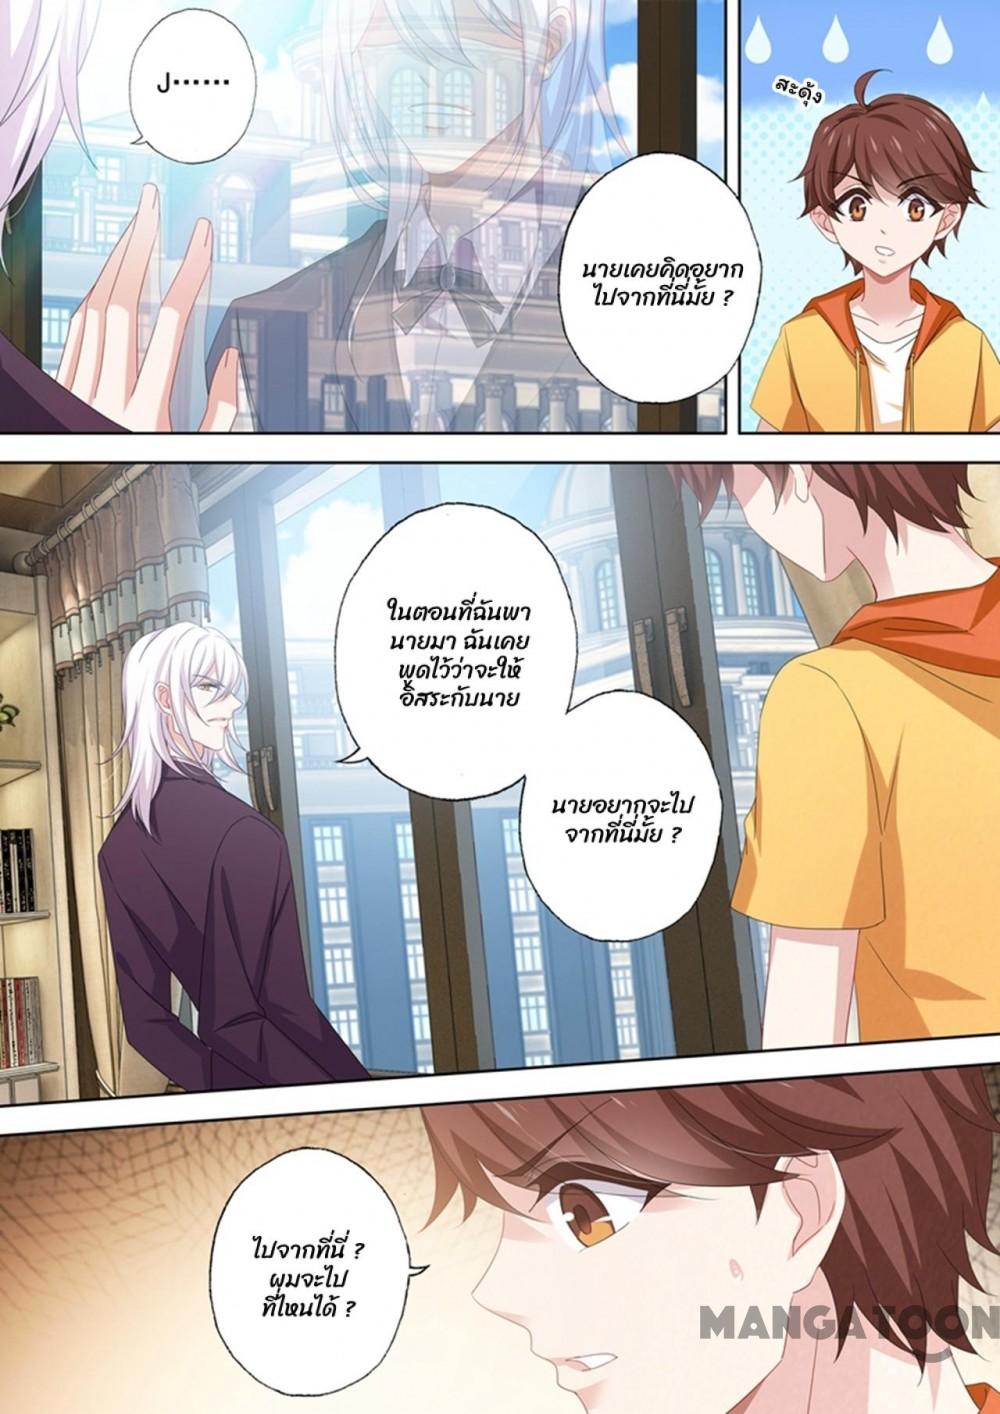 J……
นายเคยคิดอยาก
ไปจากที่นี่มั้ย ?
สะดุ้ง
ในตอนที่ฉันพา
นายมา ฉันเคย
พูดไว้ว่าจะให้
อิสระกับนาย
นายอยากจะไป
จากที่นี่มั้ย ?
ไปจากที่นี่ ?
ผมจะไป
ที่ไหนได้ ?
MANGATOON